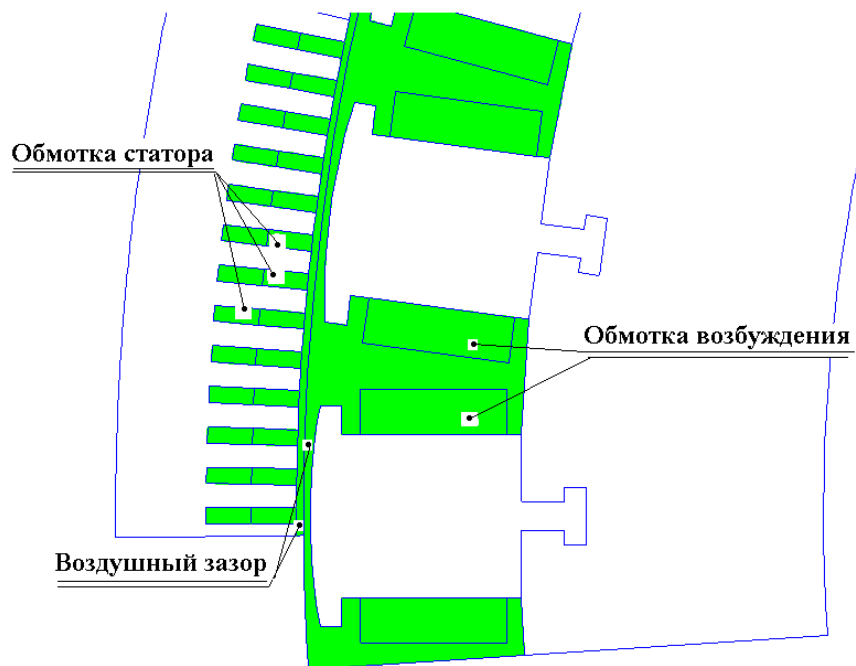 Обмотка статора
Обмотка возбуждения
Воздушный зазор